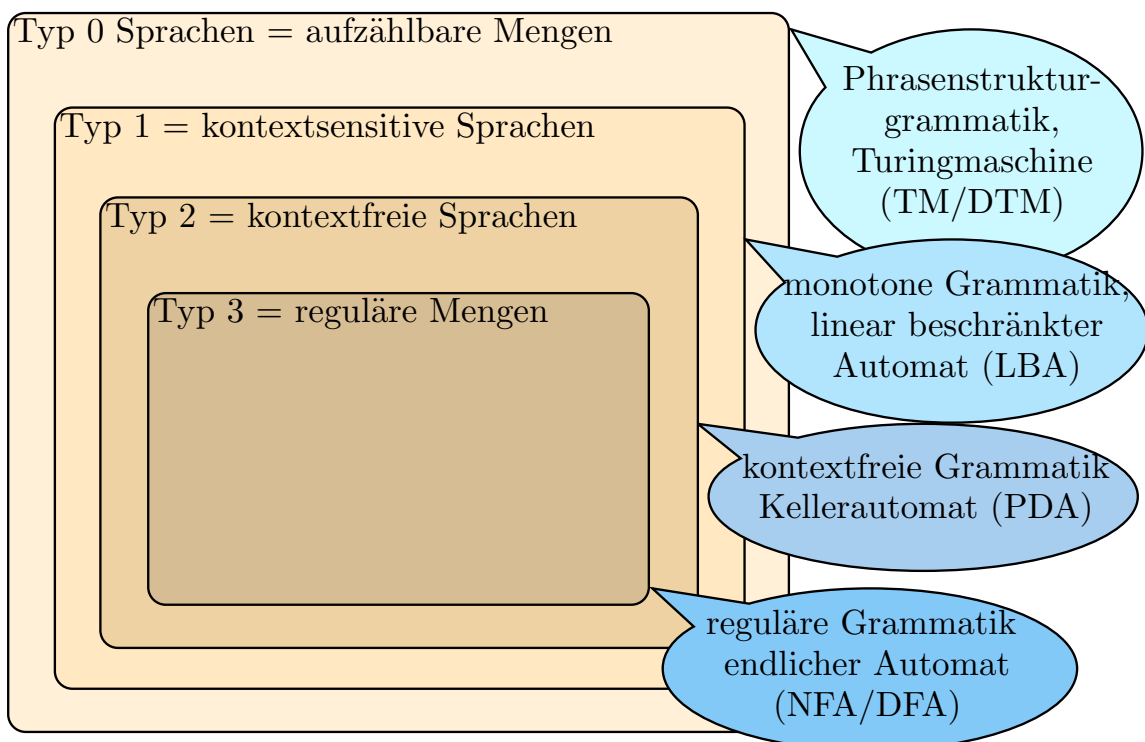 Typ 0 Sprachen = aufzählbare Mengen
Typ 1 = kontextsensitive Sprachen
Typ 2 = kontextfreie Sprachen
Typ 3 = reguläre Mengen
Phrasenstruktur-
grammatik,
Turingmaschine
(TM/DTM)
monotone Grammatik,
linear beschränkter
Automat (LBA)
kontextfreie Grammatik
Kellerautomat (PDA)
reguläre Grammatik
endlicher Automat
(NFA/DFA)